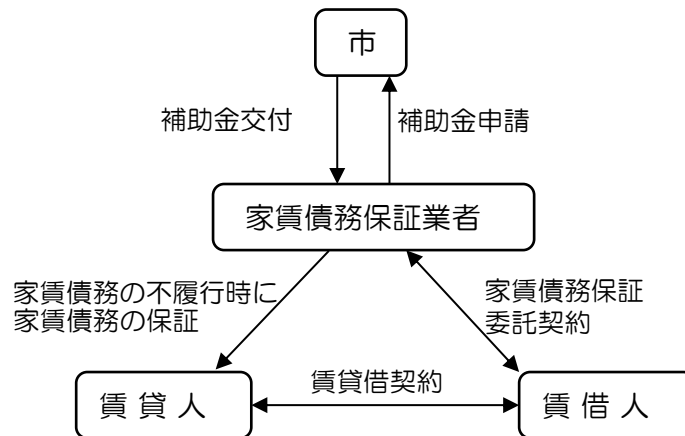 市
補助金交付
補助金申請
家賃債務保証業者
家賃債務の不履行時に
家賃債務の保証
家賃債務保証
委託契約
賃貸借契約
賃 貸 人
賃 借 人